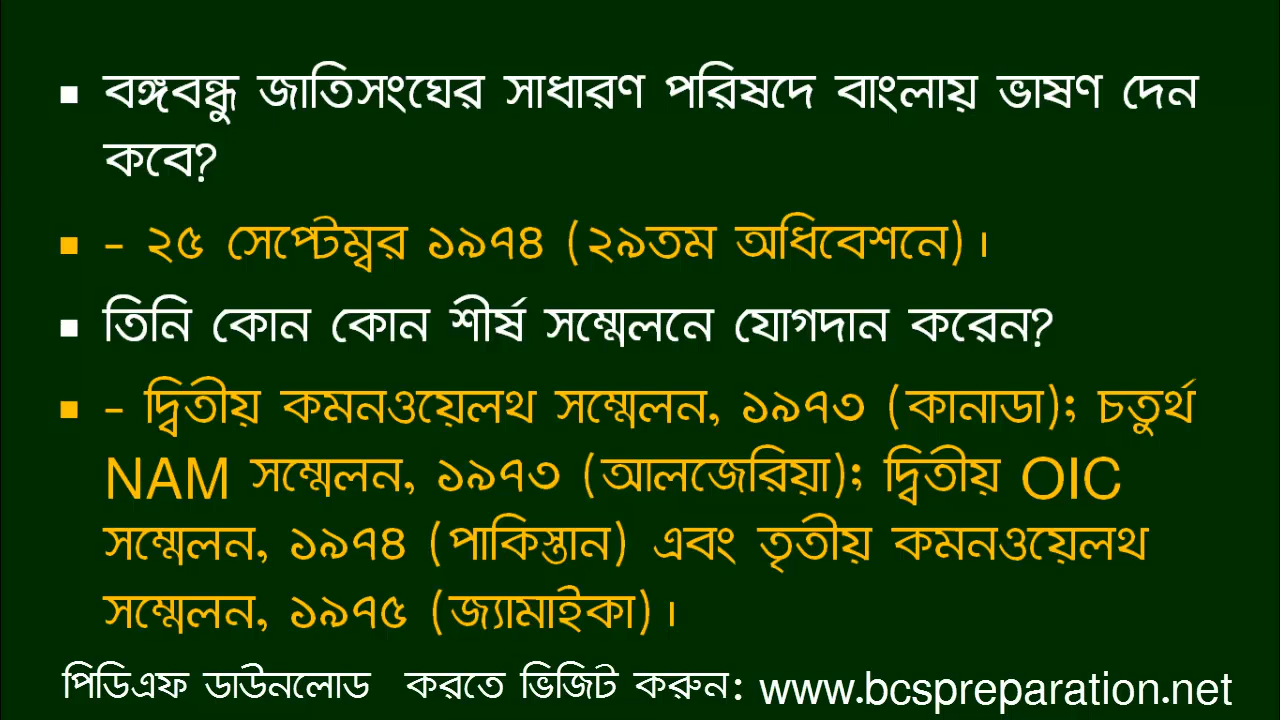 ▪ বঙ্গবন্ধু জাতিসংঘের সাধারণ পরিষদে বাংলায় ভাষণ দেন
কবে?
▪ – ২৫ সেপ্টেম্বর ১৯৭৪ (২৯তম অধিবেশনে)।
▪ তিনি কোন কোন শীর্ষ সম্মেলনে যোগদান করেন?
▪ – দ্বিতীয় কমনওয়েলথ সম্মেলন, ১৯৭৩ (কানাডা); চতুর্থ
NAM সম্মেলন, ১৯৭৩ (আলজেরিয়া); দ্বিতীয় OIC
সম্মেলন, ১৯৭৪ (পাকিস্তান) এবং তৃতীয় কমনওয়েলথ
সম্মেলন, ১৯৭৫ (জ্যামাইকা)।
পিডিএফ ডাউনলোড করতে ভিজিট করুন: www.bcspreparation.net